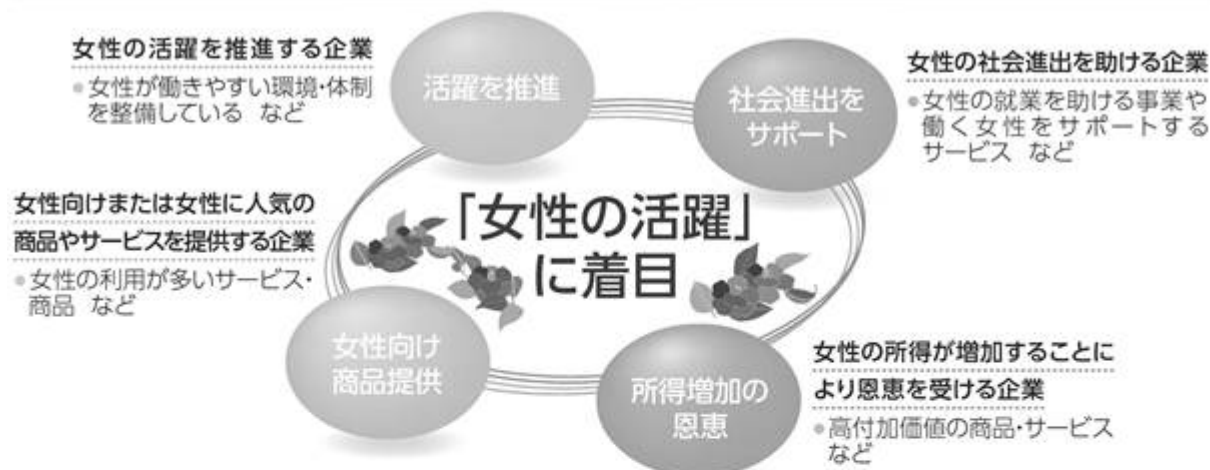 女性の活躍を推進する企業
●女性が働きやすい環境・体制
を整備している など
活躍を推進
社会進出を
サポート
女性の社会進出を助ける企業
●女性の就業を助ける事業や
働く女性をサポートする
サービス など
女性向けまたは女性に人気の
商品やサービスを提供する企業
●女性の利用が多いサービス・
商品 など
「女性の活躍」
に着目
女性向け
商品提供
所得増加の
恩恵
女性の所得が増加することに
より恩恵を受ける企業
●高付加価値の商品・サービス
など